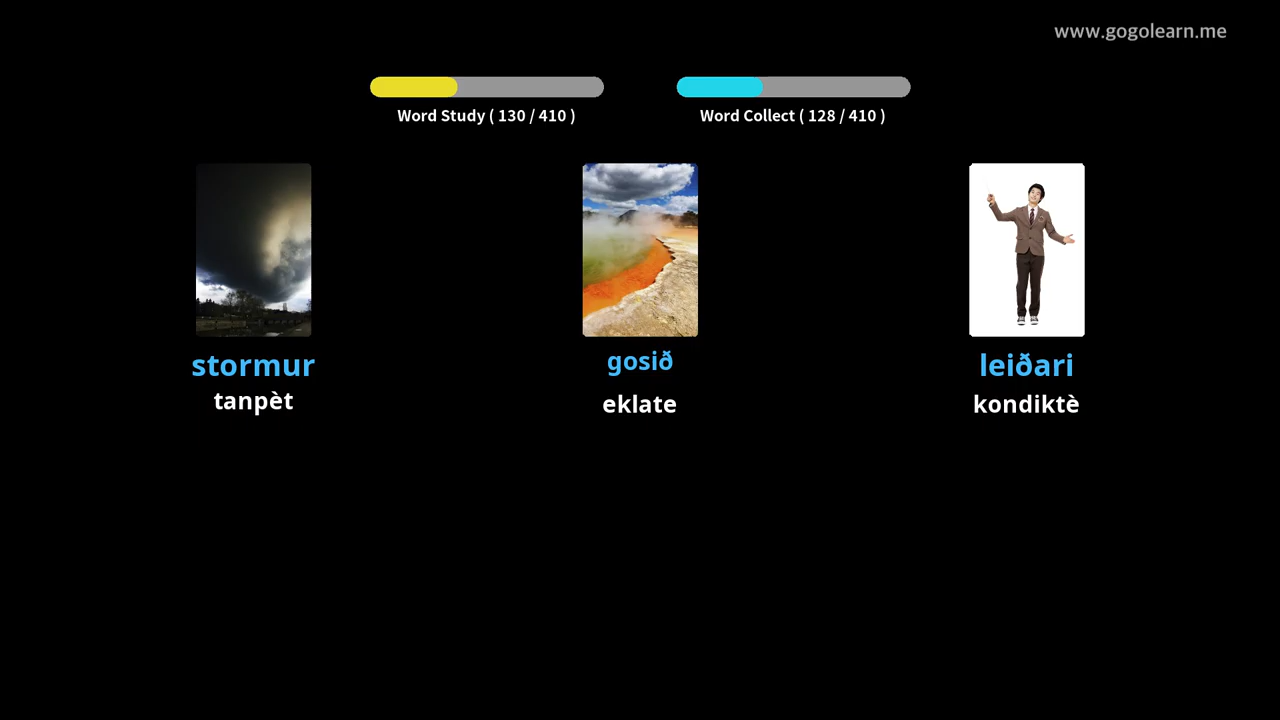 www.gogolearn.me
Word Study ( 130 / 410 )
Word Collect ( 128 / 410 )
stormur
tanpèt
gosið
eklate
leiðari
kondiktè